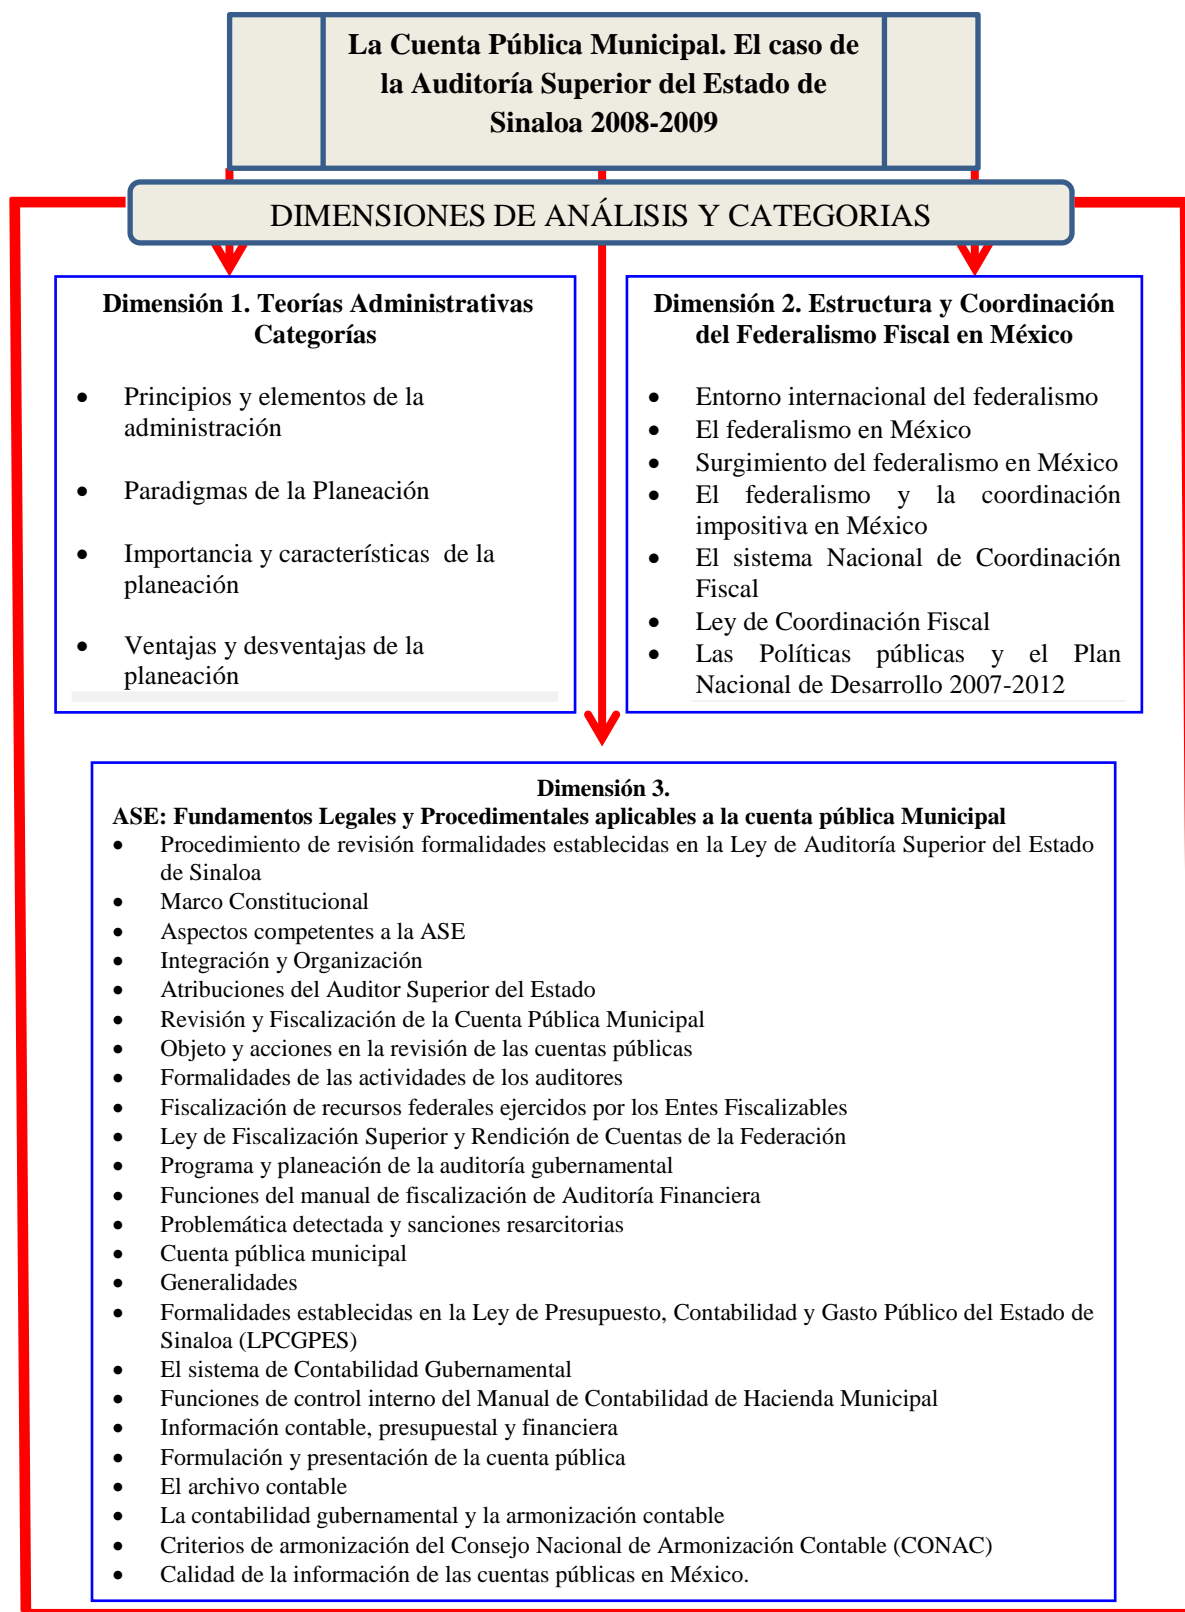 La Cuenta Pública Municipal. El caso de
la Auditoría Superior del Estado de
Sinaloa 2008-2009
DIMENSIONES DE ANÁLISIS Y CATEGORIAS
Dimensión 1. Teorías Administrativas
Categorías
• Principios y elementos de la
administración
• Paradigmas de la Planeación
• Importancia y características de la
planeación
• Ventajas y desventajas de la
planeación
Dimensión 2. Estructura y Coordinación
del Federalismo Fiscal en México
• Entorno internacional del federalismo
• El federalismo en México
• Surgimiento del federalismo en México
• El federalismo y la coordinación
impositiva en México
• El sistema Nacional de Coordinación
Fiscal
• Ley de Coordinación Fiscal
• Las Políticas públicas y el Plan
Nacional de Desarrollo 2007-2012
Dimensión 3.
ASE: Fundamentos Legales y Procedimentales aplicables a la cuenta pública Municipal
• Procedimiento de revisión formalidades establecidas en la Ley de Auditoría Superior del Estado
de Sinaloa
• Marco Constitucional
• Aspectos competentes a la ASE
• Integración y Organización
• Atribuciones del Auditor Superior del Estado
• Revisión y Fiscalización de la Cuenta Pública Municipal
• Objeto y acciones en la revisión de las cuentas públicas
• Formalidades de las actividades de los auditores
• Fiscalización de recursos federales ejercidos por los Entes Fiscalizables
• Ley de Fiscalización Superior y Rendición de Cuentas de la Federación
• Programa y planeación de la auditoría gubernamental
• Funciones del manual de fiscalización de Auditoría Financiera
• Problemática detectada y sanciones resarcitorias
• Cuenta pública municipal
• Generalidades
• Formalidades establecidas en la Ley de Presupuesto, Contabilidad y Gasto Público del Estado de
Sinaloa (LPCGPES)
• El sistema de Contabilidad Gubernamental
• Funciones de control interno del Manual de Contabilidad de Hacienda Municipal
• Información contable, presupuestal y financiera
• Formulación y presentación de la cuenta pública
• El archivo contable
• La contabilidad gubernamental y la armonización contable
• Criterios de armonización del Consejo Nacional de Armonización Contable (CONAC)
• Calidad de la información de las cuentas públicas en México.